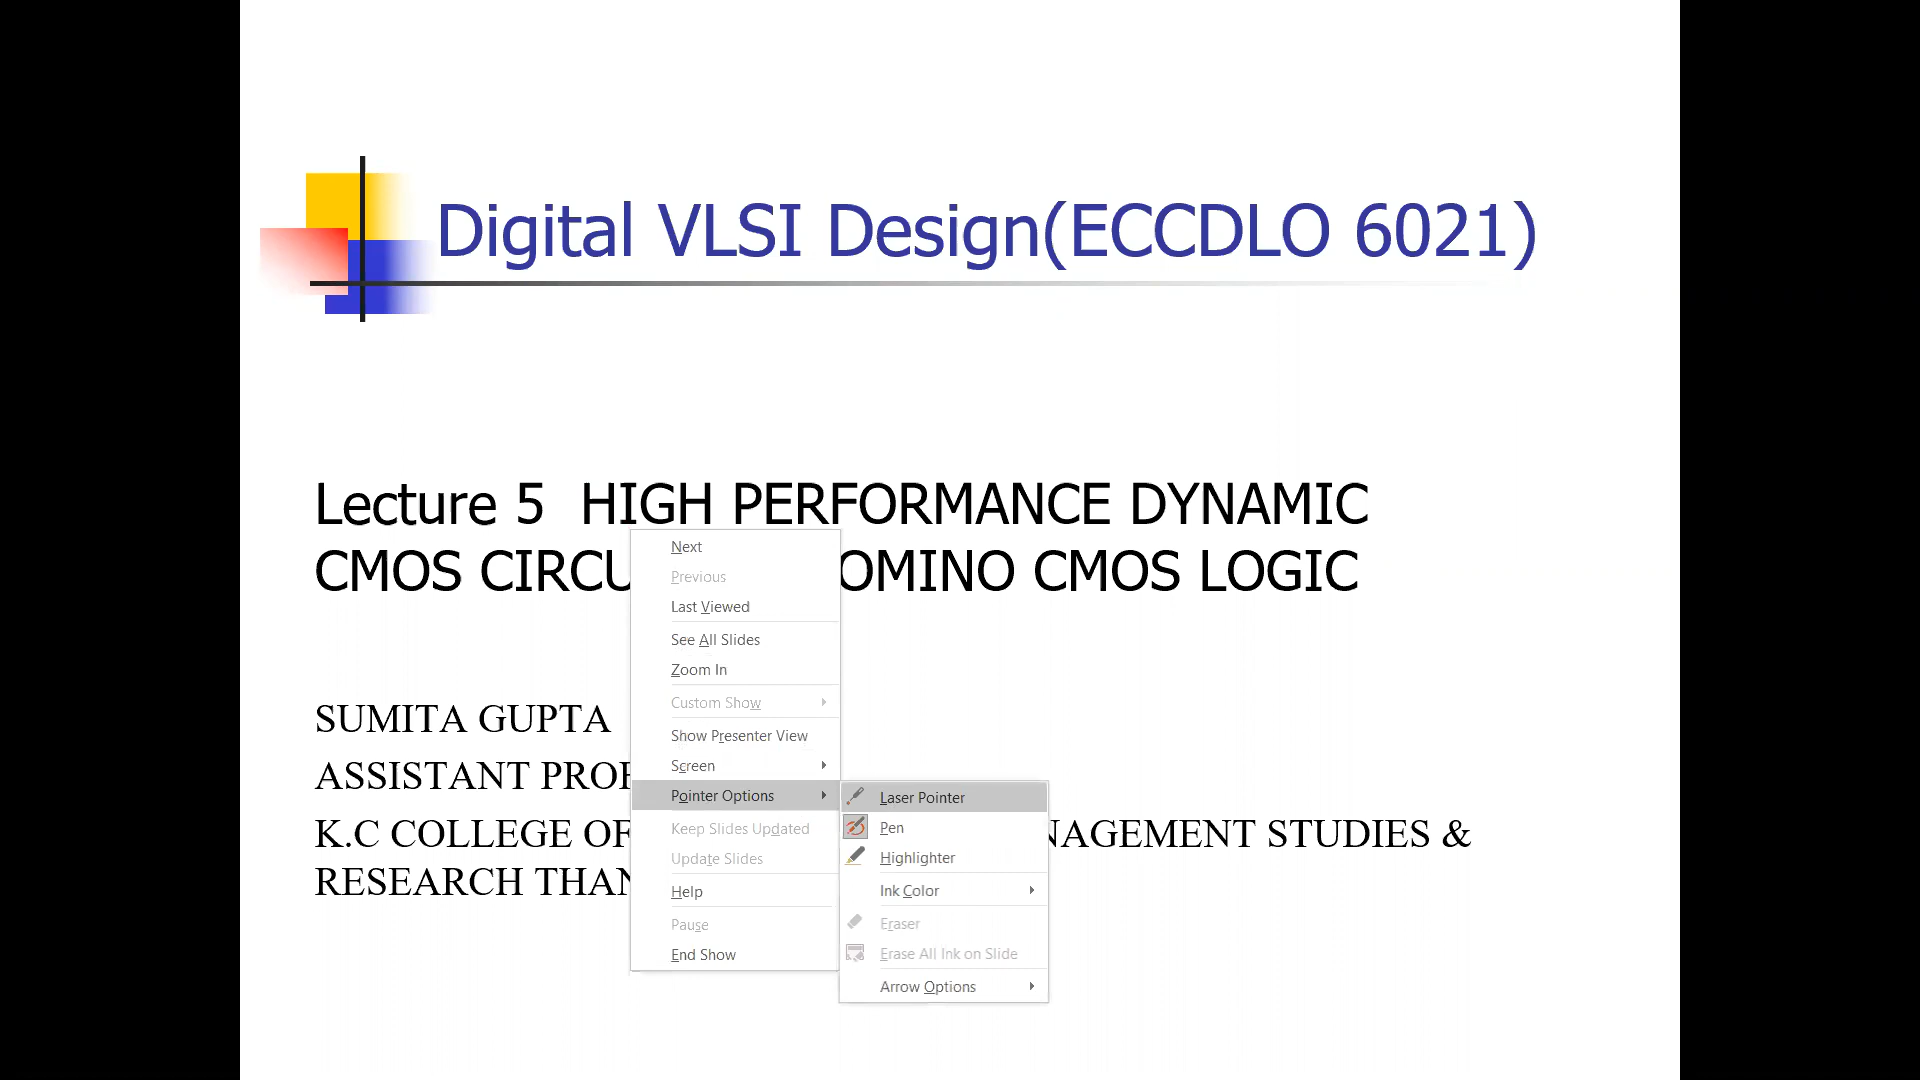 Digital VLSI Design(ECCDLO 6021)
Lecture 5 HIGH PERFORMANCE DYNAMIC
CMOS CIRCU OMINO CMOS LOGIC
SUMITA GUPTA
ASSISTANT PROF
K.C COLLEGE OF NAGEMENT STUDIES &
RESEARCH THAN
Next
Previous
Last Viewed
See All Slides
Zoom In
Custom Show
Show Presenter View
Screen
Pointer Options
Keep Slides Updated
Update Slides
Help
Pause
End Show
Laser Pointer
Pen
Highlighter
Ink Color
Eraser
Erase All Ink on Slide
Arrow Options